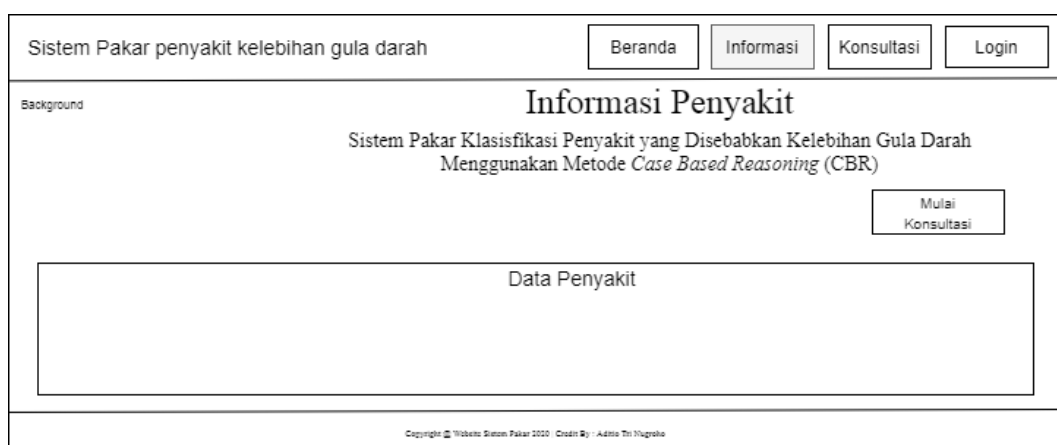 Sistem Pakar penyakit kelebihan gula darah
Beranda
Informasi
Konsultasi
Login
Background
Informasi Penyakit
Sistem Pakar Klasisfikasi Penyakit yang Disebabkan Kelebihan Gula Darah
Menggunakan Metode Case Based Reasoning (CBR)
Mulai
Konsultasi
Data Penyakit
Copyright @ Website Sistem Pakar 2020 Credit By : Aditio Tri Nugroho